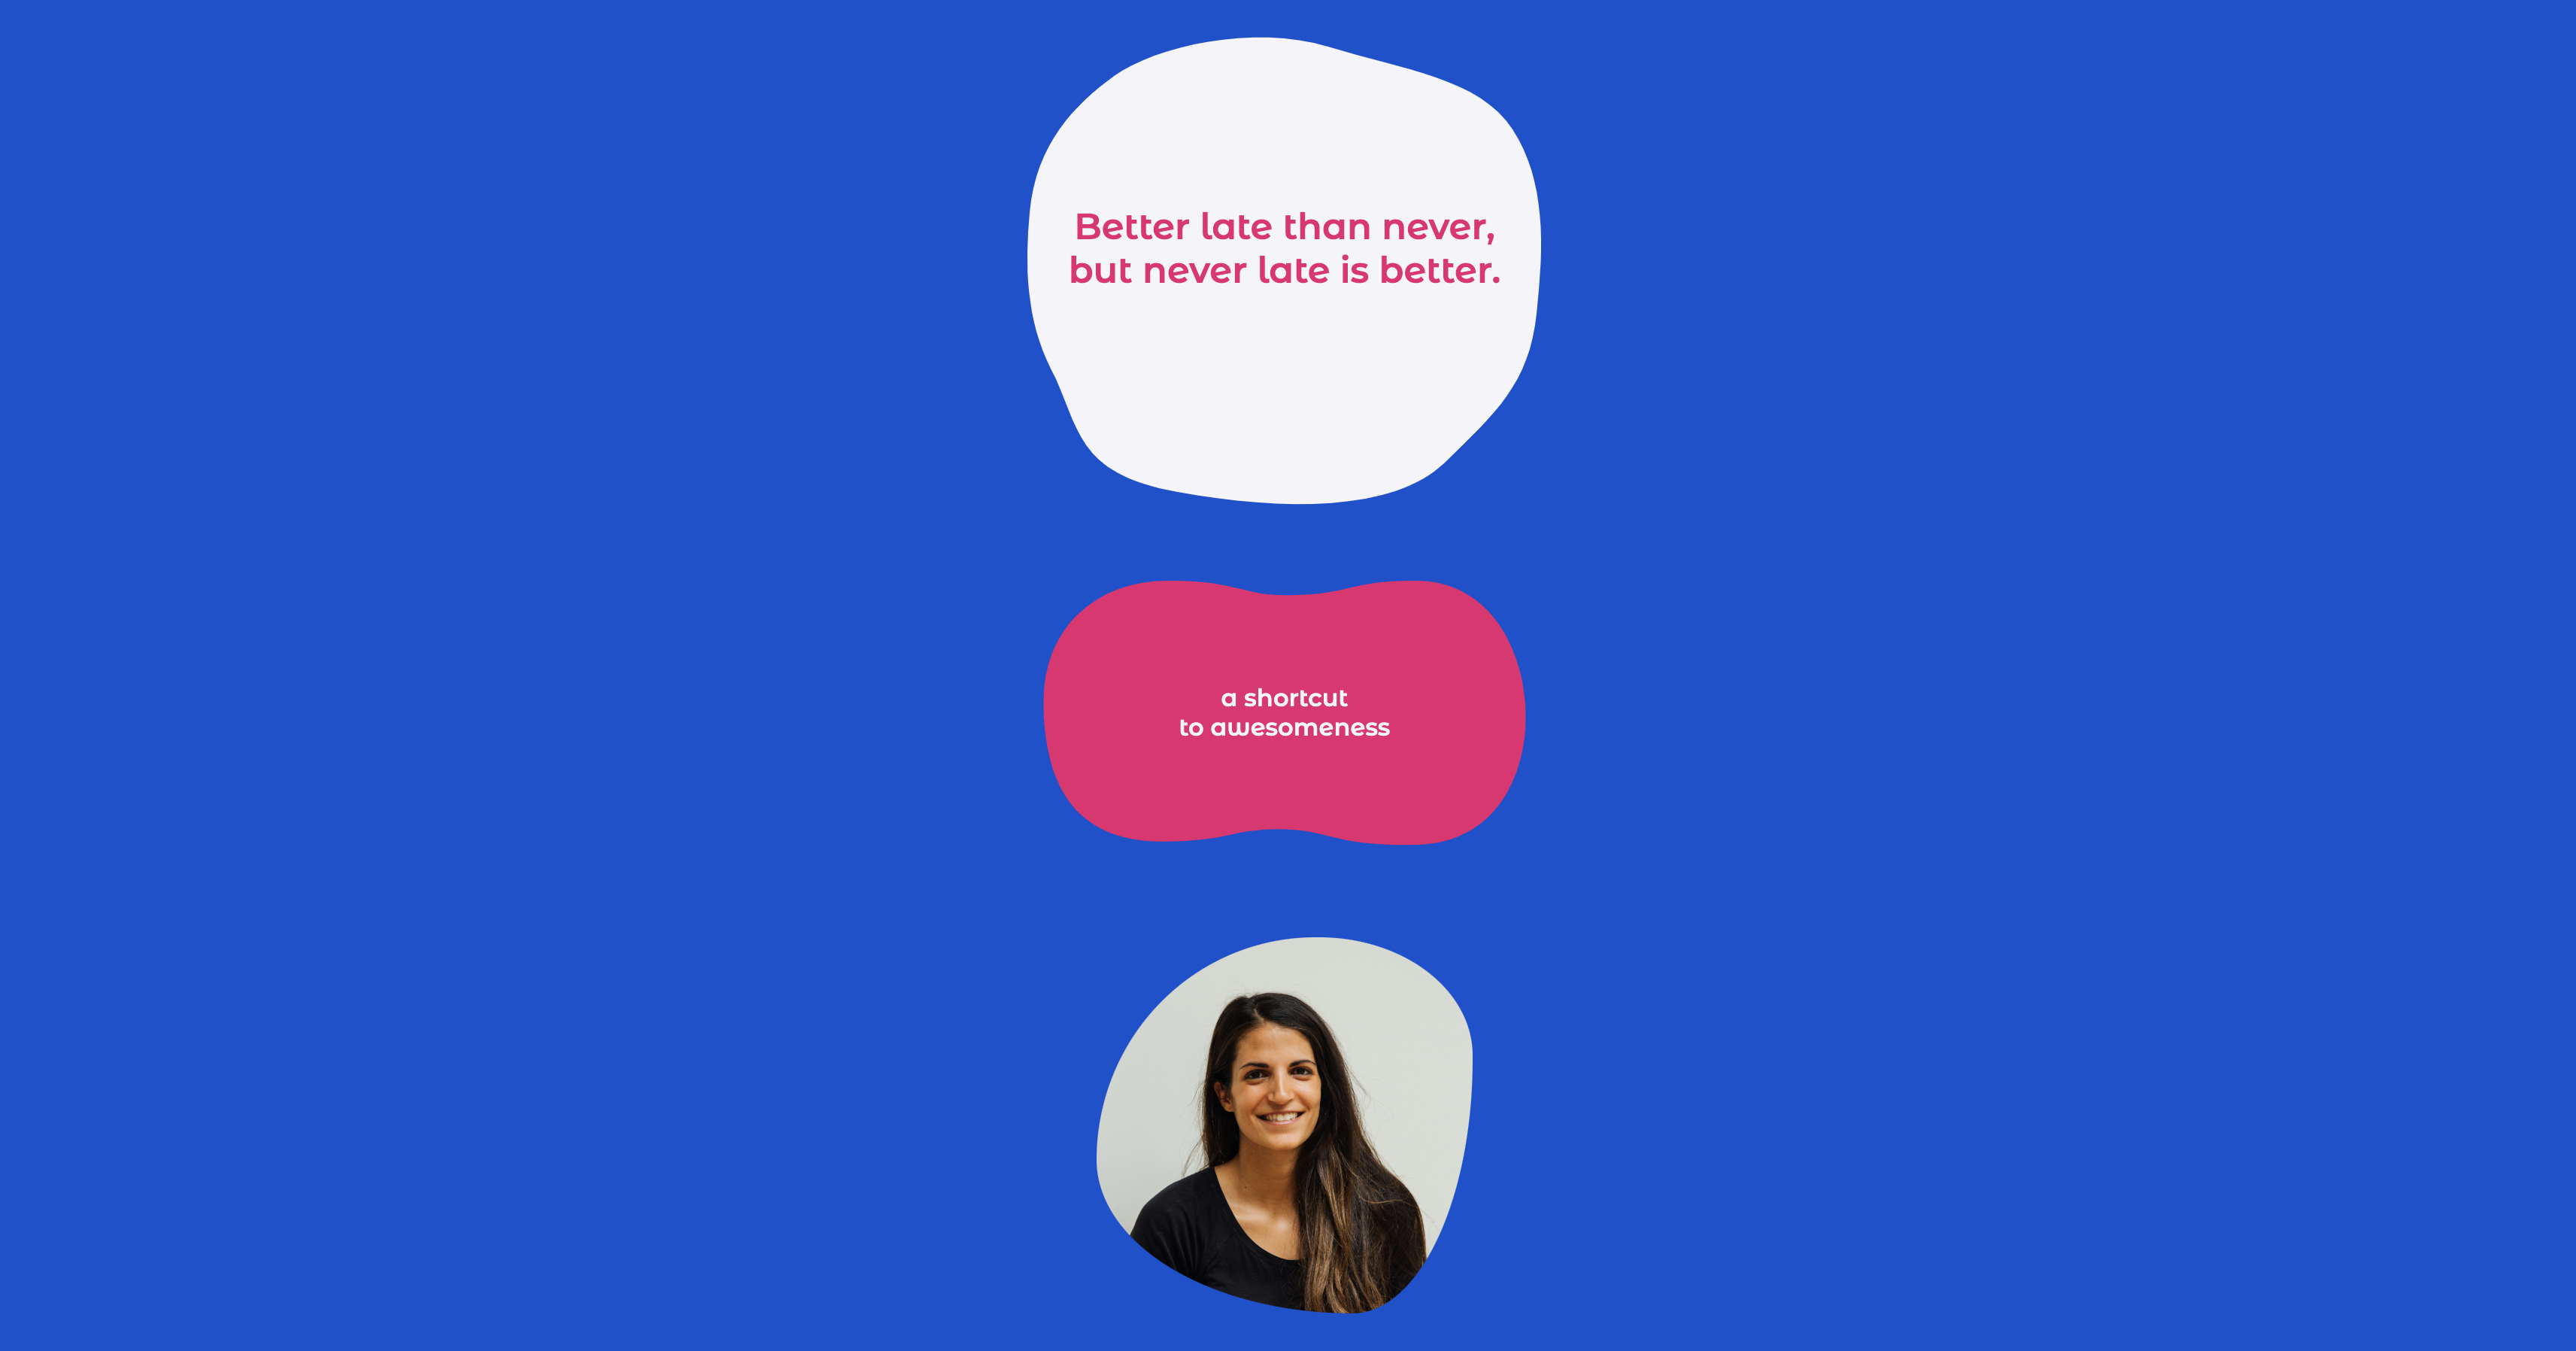 Better late than never,
but never late is better.
a shortcut
to awesomeness